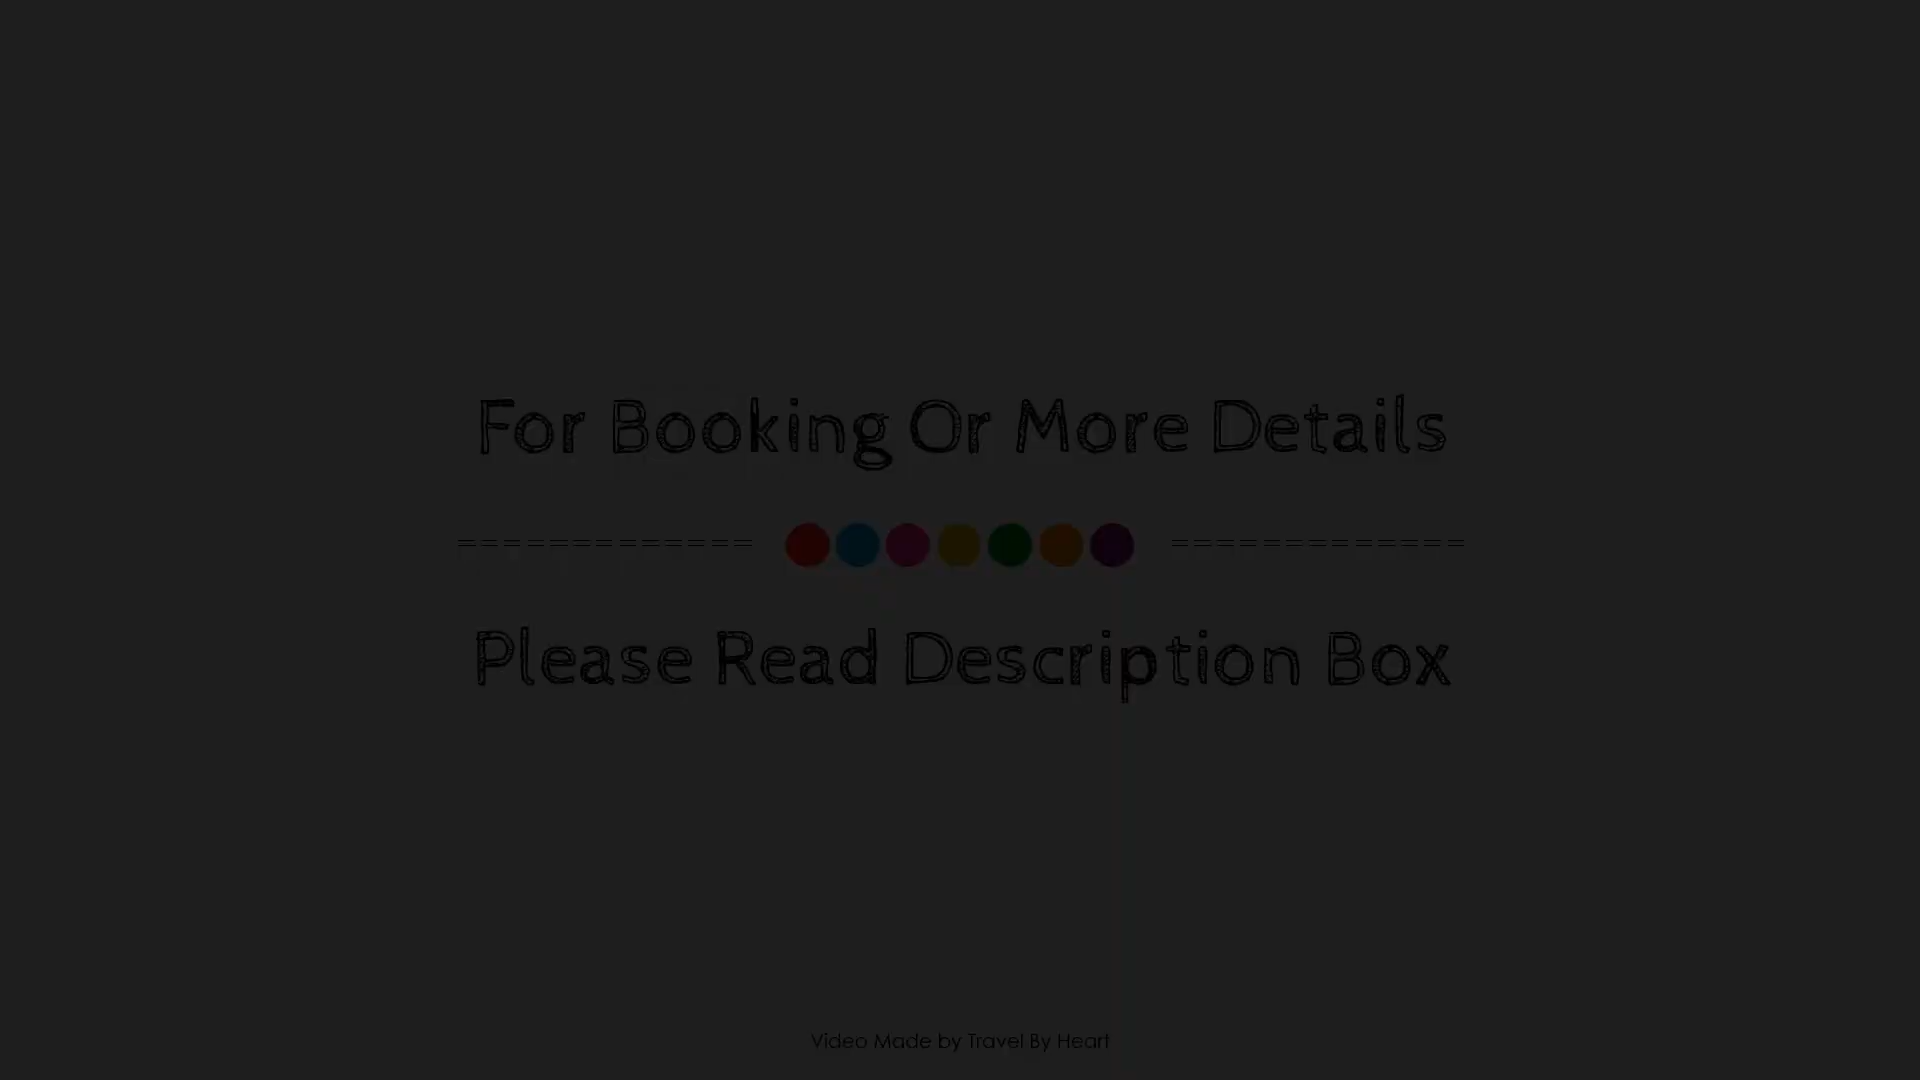 For Booking Or More Details
============= =============
Please Read Description Box
Video Made by Travel By Heart